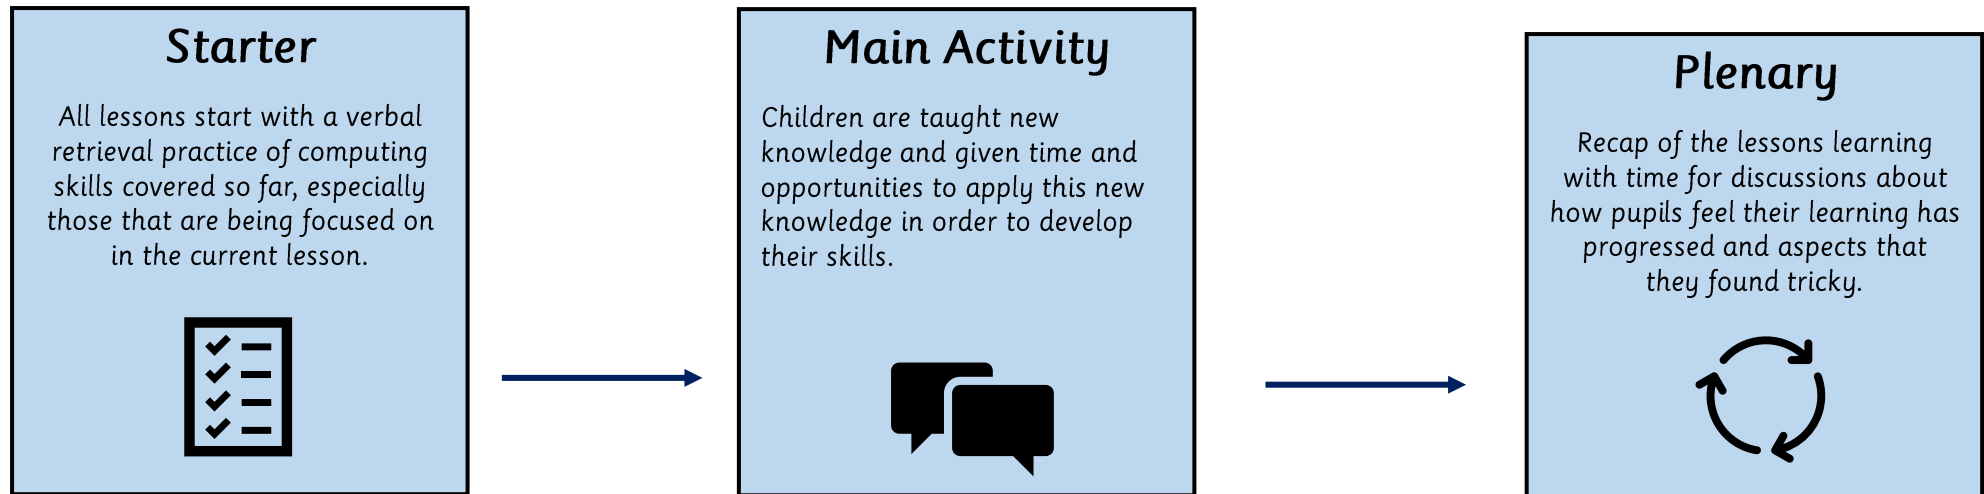 Starter
All lessons start with a verbal
retrieval practice of computing
skills covered so far, especially
those that are being focused on
in the current lesson.
Main Activity
Children are taught new
knowledge and given time and
opportunities to apply this new
knowledge in order to develop
their skills.
Plenary
Recap of the lessons learning
with time for discussions about
how pupils feel their learning has
progressed and aspects that
they found tricky.